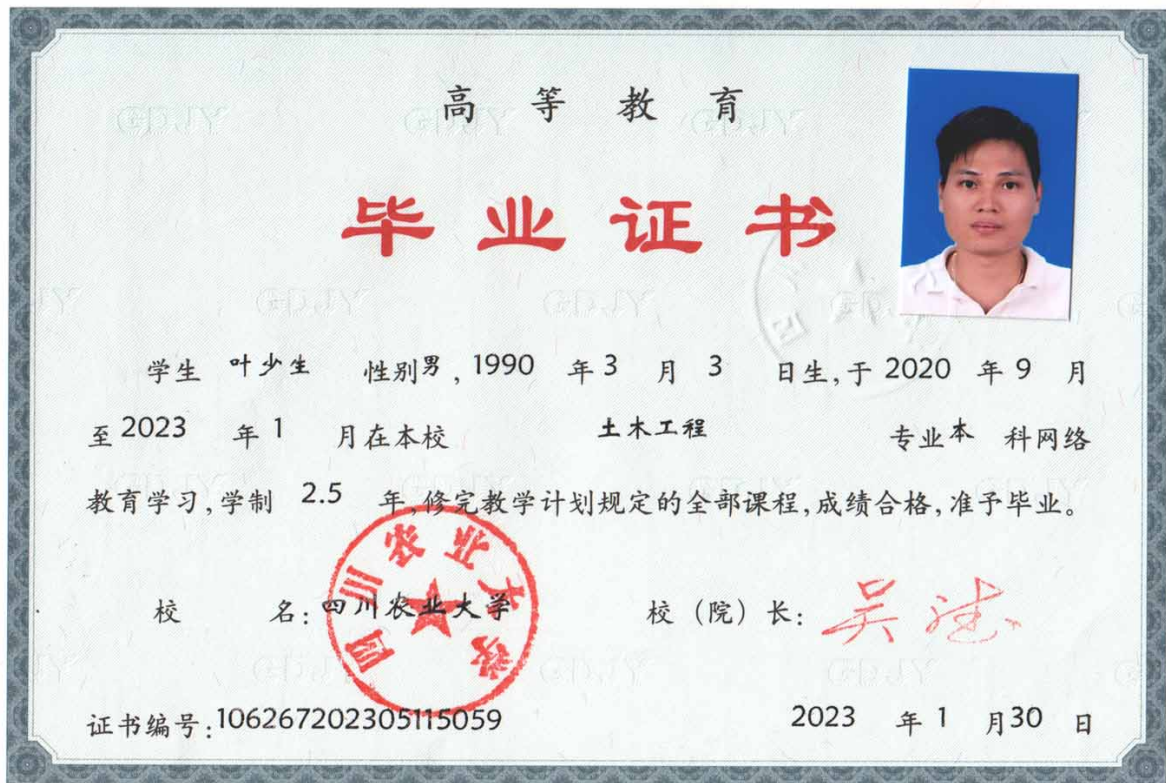 高等教育
毕业证书
学生 叶少生 性别男，1990 年 3 月 3 日生，于 2020 年 9 月
至 2023 年 1 月在本校 土木工程 专业 本 科网络
教育学习，学制 2.5 年，修完教学计划规定的全部课程，成绩合格，准予毕业。
校 名：四川农业大学 校（院）长：吴德
四川农业大学
证书编号：106267202305115059 2023 年 1 月 30 日
GDJY